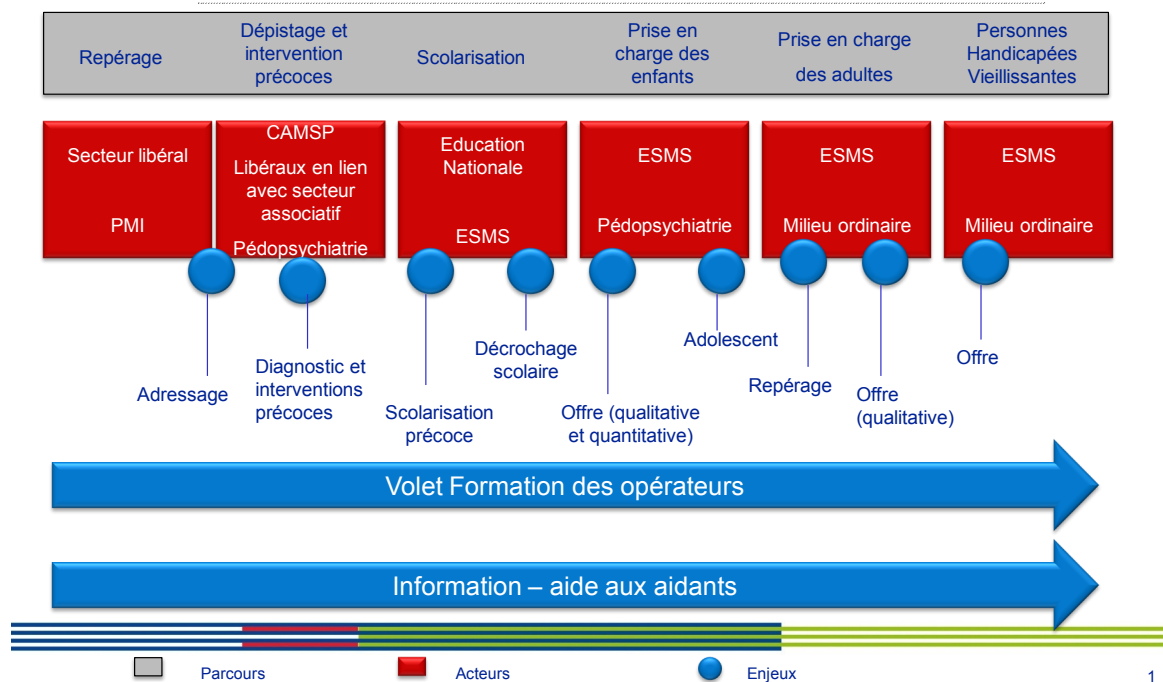 Repérage
Dépistage et
intervention
précoces
Scolarisation
Prise en
charge des
enfants
Prise en charge
des adultes
Personnes
Handicapées
Vieillissantes
Secteur libéral
PMI
CAMSP
Libéraux en lien
avec secteur
associatif
Pédopsychiatrie
Education
Nationale
ESMS
ESMS
Pédopsychiatrie
ESMS
Milieu ordinaire
ESMS
Milieu ordinaire
Adressage
Diagnostic et
interventions
précoces
Scolarisation
précoce
Décrochage
scolaire
Offre (qualitative
et quantitative)
Adolescent
Repérage
Offre
(qualitative)
Offre
Volet Formation des opérateurs
Information – aide aux aidants
Parcours
Acteurs
Enjeux
1